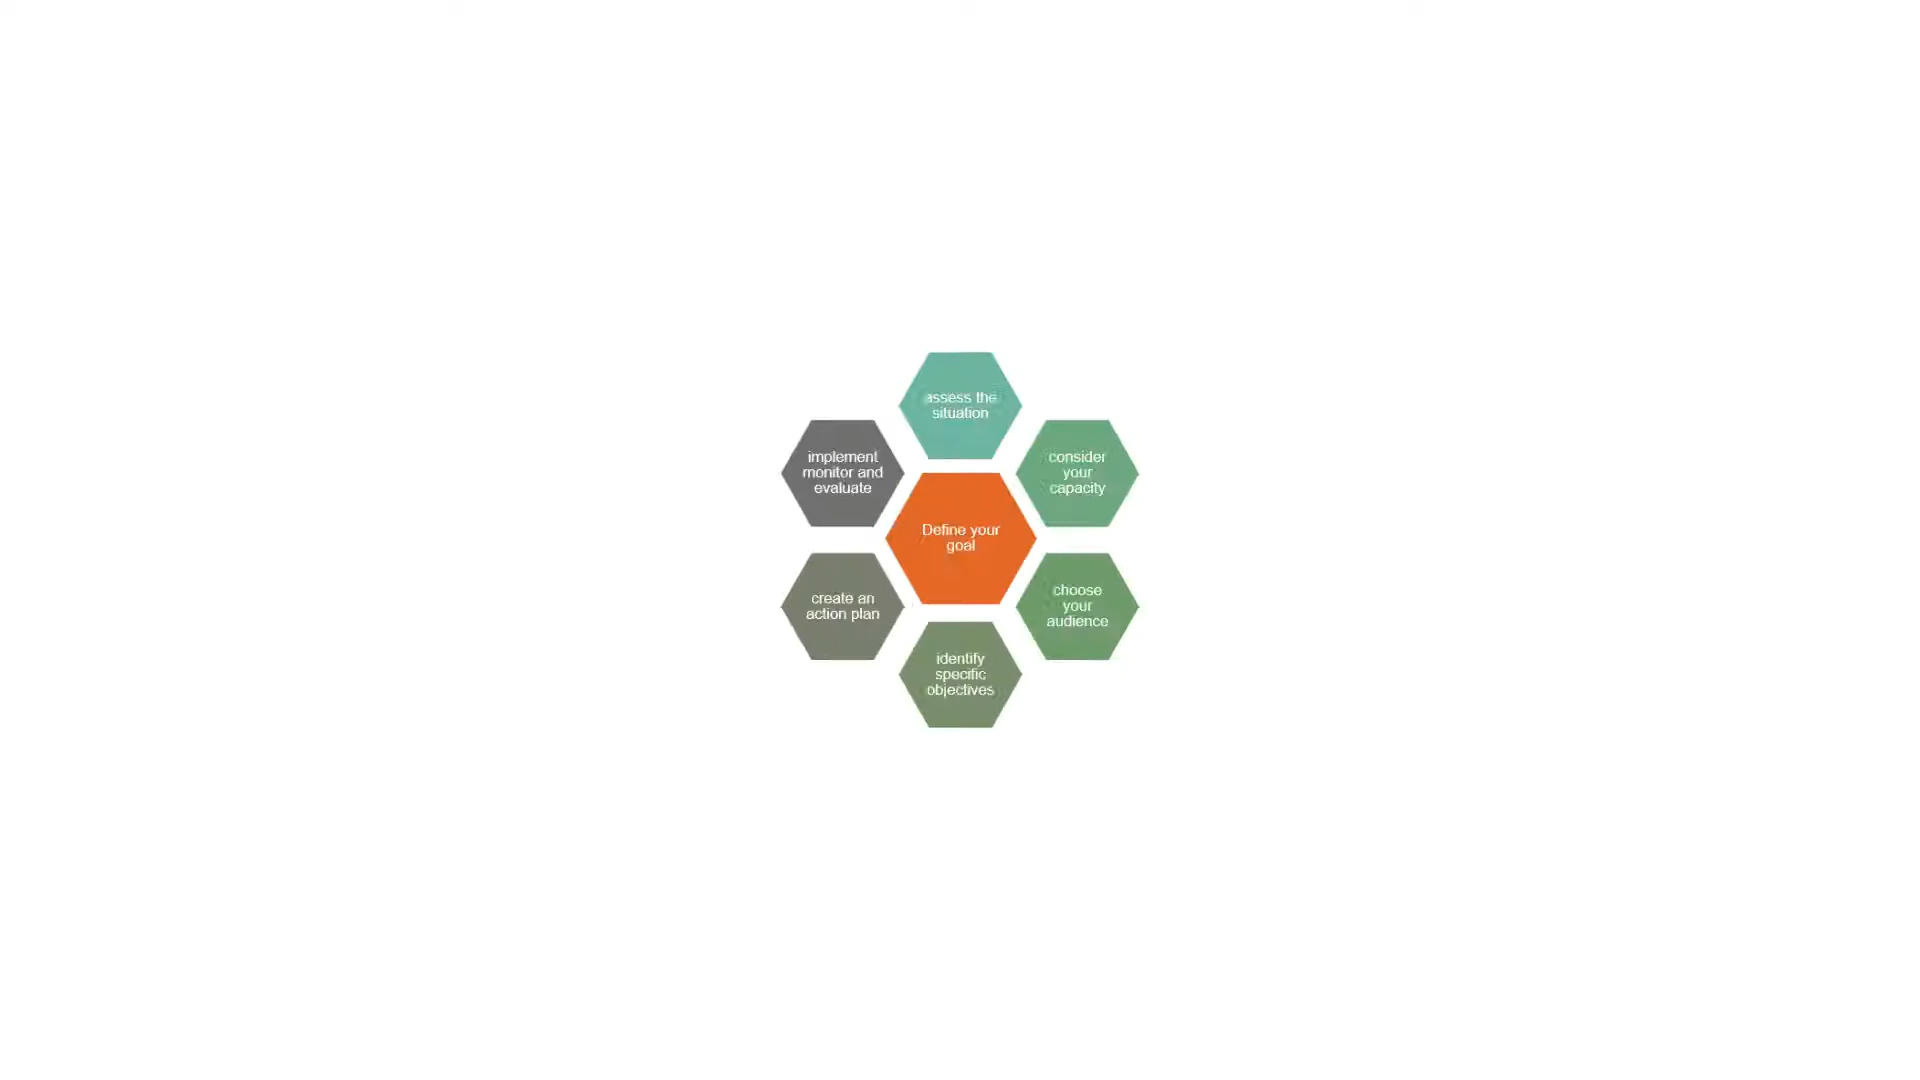 assess the
situation
consider
your
capacity
choose
your
audience
identify
specific
objectives
create an
action plan
implement
monitor and
evaluate
Define your
goal